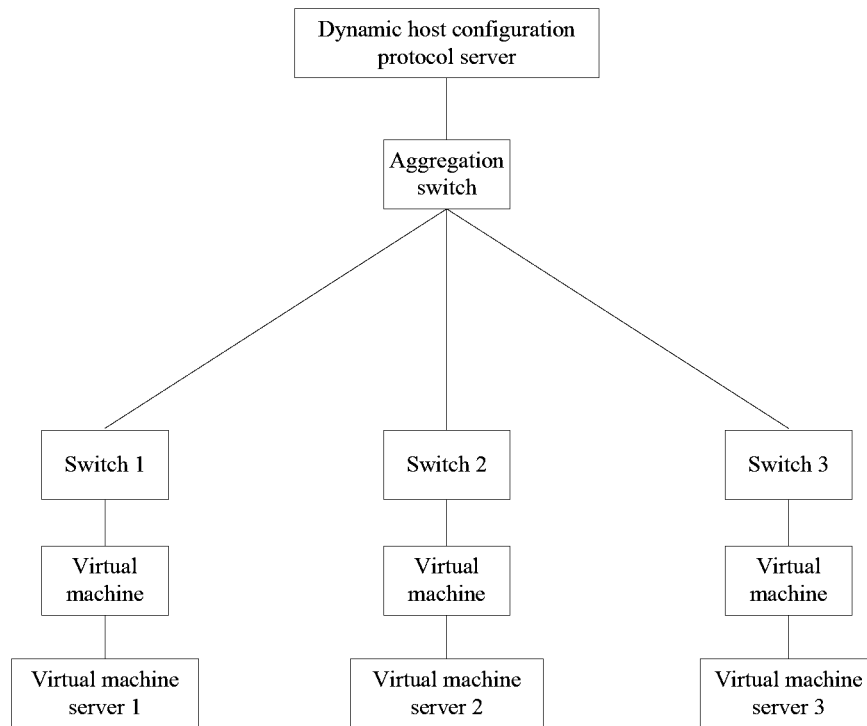 Dynamic host configuration
protocol server
Aggregation
switch
Switch 1
Switch 2
Switch 3
Virtual
machine
Virtual
machine
Virtual
machine
Virtual machine
server 1
Virtual machine
server 2
Virtual machine
server 3